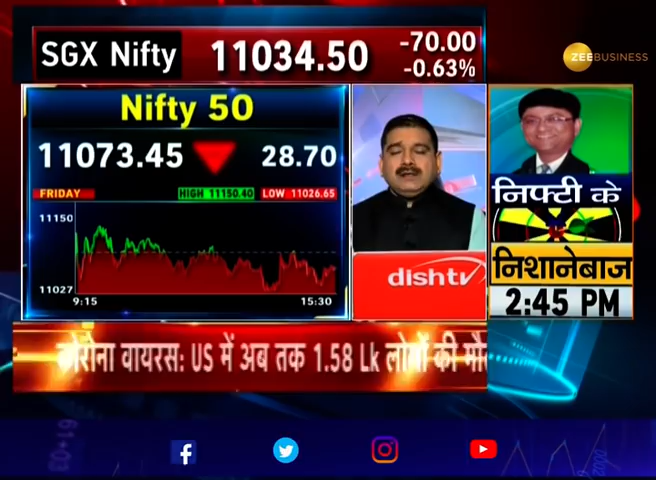 SGX Nifty 11034.50 -70.00
-0.63%
ZEEBUSINESS
Nifty 50
11073.45 28.70
FRIDAY HIGH 11150.40 LOW 11026.65
11150
11027
9:15 15:30
dishtv
निफ्टी के
निशानेबाज
2:45 PM
कोरोना वायरस: US में अब तक 1.58 Lk लोगों की मौत